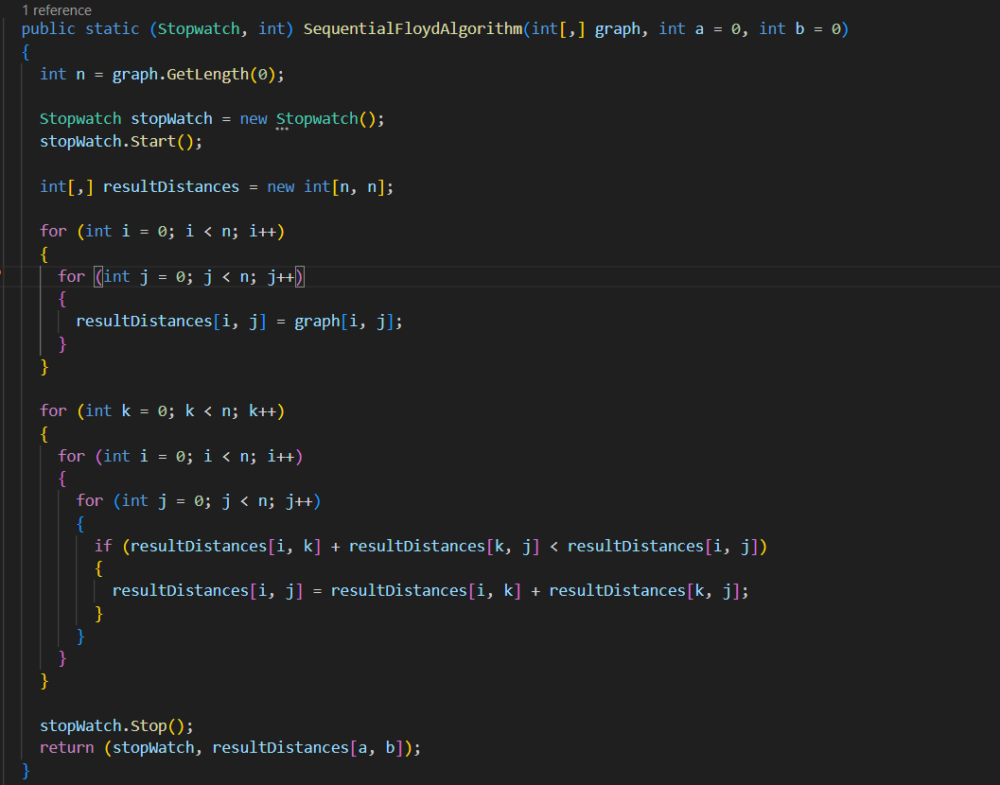 1 reference
public static (Stopwatch, int) SequentialFloydAlgorithm(int[,] graph, int a = 0, int b = 0)
{
  int n = graph.GetLength(0);

  Stopwatch stopWatch = new Stopwatch();
  stopWatch.Start();

  int[,] resultDistances = new int[n, n];

  for (int i = 0; i < n; i++)
  {
    for (int j = 0; j < n; j++)
    {
      resultDistances[i, j] = graph[i, j];
    }
  }

  for (int k = 0; k < n; k++)
  {
    for (int i = 0; i < n; i++)
    {
      for (int j = 0; j < n; j++)
      {
        if (resultDistances[i, k] + resultDistances[k, j] < resultDistances[i, j])
        {
          resultDistances[i, j] = resultDistances[i, k] + resultDistances[k, j];
        }
      }
    }
  }

  stopWatch.Stop();
  return (stopWatch, resultDistances[a, b]);
}